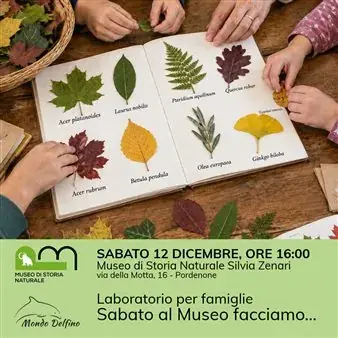 Acer platanoides
Laurus nobilis
Pteridium aquilinum
Quercus robur
Acer rubrum
Betula pendula
Olea europaea
Ginkgo biloba
MUSEO DI STORIA
NATURALE
SABATO 12 DICEMBRE, ORE 16:00
Museo di Storia Naturale Silvia Zenari
via della Motta, 16 - Pordenone
Mondo Delfino
Laboratorio per famiglie
Sabato al Museo facciamo...